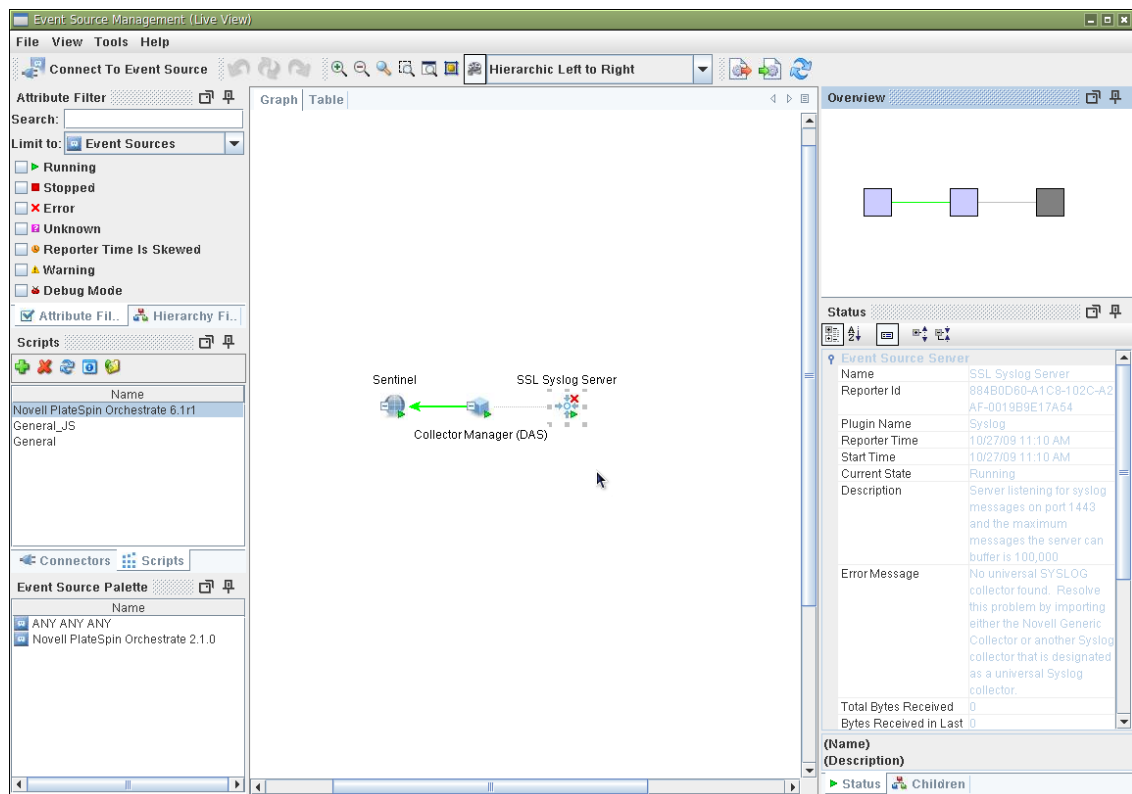 Event Source Management (Live View)
File View Tools Help
Connect To Event Source
Hierarchic Left to Right
Attribute Filter
Search:
Limit to: Event Sources
Running
Stopped
Error
Unknown
Reporter Time Is Skewed
Warning
Debug Mode
Attribute Fil..
Hierarchy Fi..
Scripts
Name
Novell PlateSpin Orchestrate 6.1r1
General_JS
General
Connectors
Scripts
Event Source Palette
Name
ANY ANY ANY
Novell PlateSpin Orchestrate 2.1.0
Graph
Table
Sentinel
SSL Syslog Server
Collector Manager (DAS)
Overview
Status
Event Source Server
Name SSL Syslog Server
Reporter Id 884B0D60-A1C8-102C-A2
AF-0019B9E17A54
Plugin Name Syslog
Reporter Time 10/27/09 11:10 AM
Start Time 10/27/09 11:10 AM
Current State Running
Description Server listening for syslog
messages on port 1443
and the maximum
messages the server can
buffer is 100,000
Error Message No universal SYSLOG
collector found. Resolve
this problem by importing
either the Novell Generic
Collector or another Syslog
collector that is designated
as a universal Syslog
collector.
Total Bytes Received 0
Bytes Received in Last 0
(Name)
(Description)
Status
Children